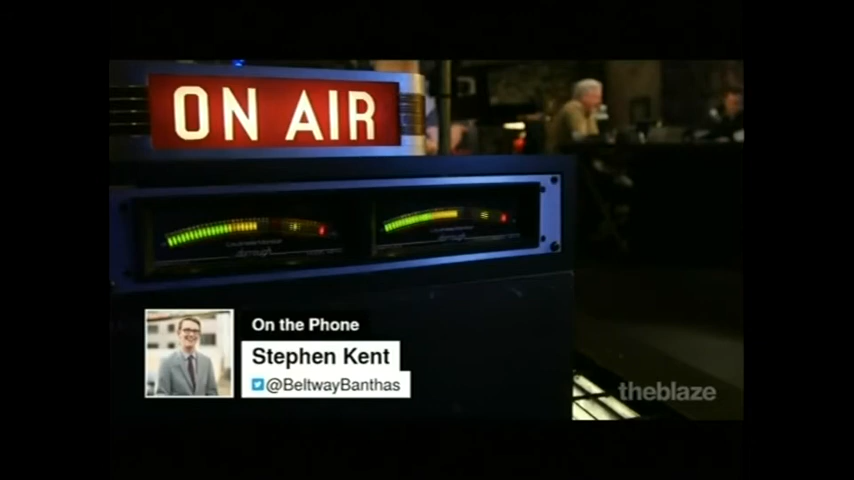 ON AIR
On the Phone
Stephen Kent
@BeltwayBanthas
theblaze